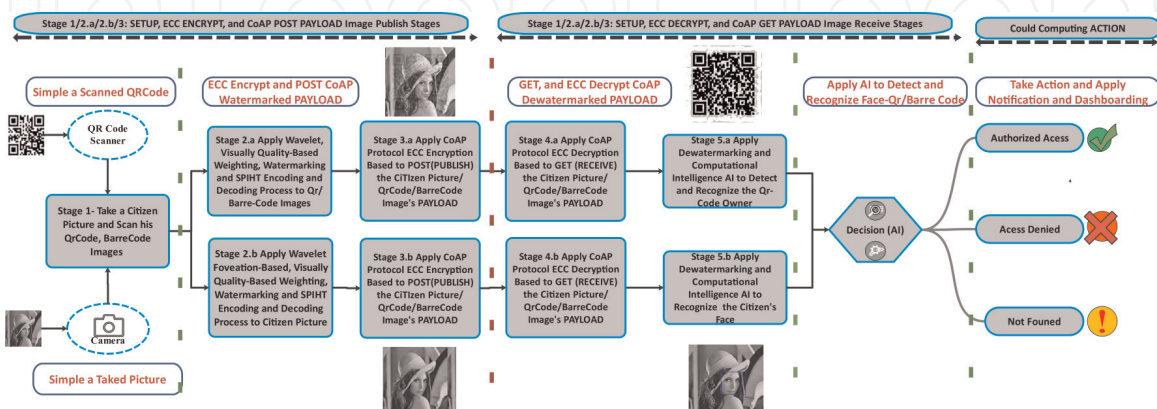 Stage 1/2.a/2.b/3: SETUP, ECC ENCRYPT, and CoAP POST PAYLOAD Image Publish Stages
Stage 1/2.a/2.b/3: SETUP, ECC DECRYPT, and CoAP GET PAYLOAD Image Receive Stages
Could Computing ACTION
Simple a Scanned QRCode
ECC Encrypt and POST CoAP
Watermarked PAYLOAD
GET, and ECC Decrypt CoAP
Dewatermarked PAYLOAD
Apply AI to Detect and
Recognize Face-Qr/Barre Code
Take Action and Apply
Notification and Dashboarding
QR Code
Scanner
Stage 1- Take a Citizen
Picture and Scan his
QrCode, BarreCode
Images
Camera
Simple a Taked Picture
Stage 2.a Apply Wavelet,
Visually Quality-Based
Weighting, Watermarking
and SPIHT Encoding and
Decoding Process to Qr/
Barre-Code Images
Stage 3.a Apply CoAP
Protocol ECC Encryption
Based to POST(PUBLISH)
the CiTIzen Picture/
QrCode/BarreCode
Image's PAYLOAD
Stage 4.a Apply CoAP
Protocol ECC Decryption
Based to GET (RECEIVE)
the Citizen Picture/
QrCode/BarreCode
Image's PAYLOAD
Stage 5.a Apply
Dewatermarking and
Computational
Intelligence AI to Detect
and Recognize the Qr-
Code Owner
Stage 2.b Apply Wavelet
Foveation-Based, Visually
Quality-Based Weighting,
Watermarking and SPIHT
Encoding and Decoding
Process to Citizen Picture
Stage 3.b Apply CoAP
Protocol ECC Encryption
Based to POST(PUBLISH)
the CiTIzen Picture/
QrCode/BarreCode
Image's PAYLOAD
Stage 4.b Apply CoAP
Protocol ECC Decryption
Based to GET (RECEIVE)
the Citizen Picture/
QrCode/BarreCode
Image's PAYLOAD
Stage 5.b Apply
Dewatermarking and
Computational
Intelligence AI to
Recognize the Citizen's
Face
Decision (AI)
Authorized Acess
Acess Denied
Not Founed